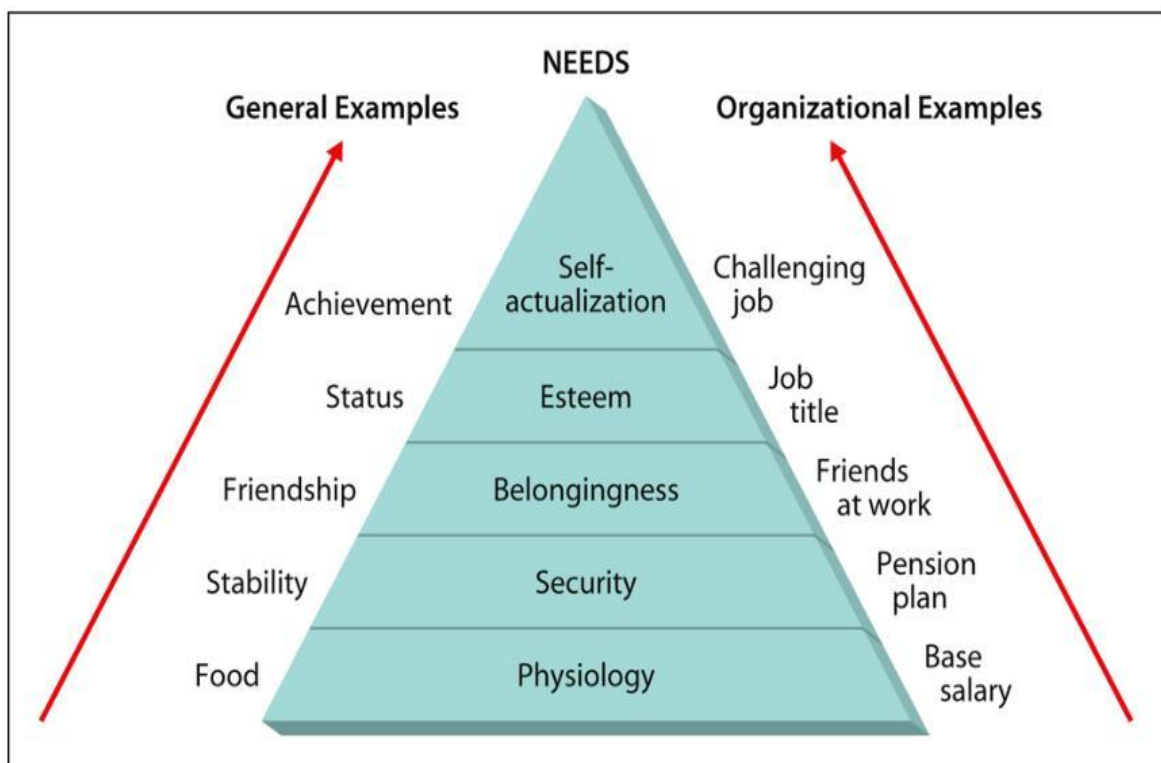 NEEDS
General Examples
Organizational Examples
Achievement
Self-
actualization
Challenging
job
Status
Esteem
Job
title
Friendship
Belongingness
Friends
at work
Stability
Security
Pension
plan
Food
Physiology
Base
salary